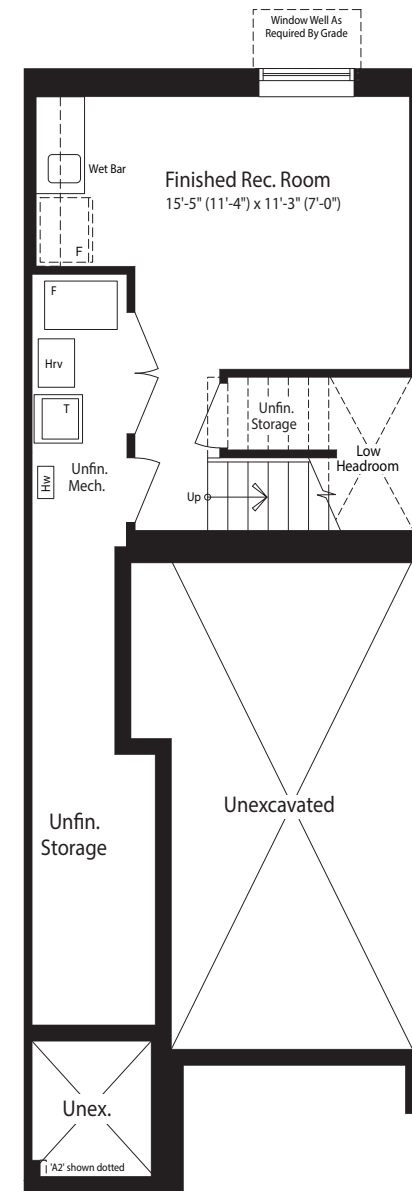 Window Well As
Required By Grade
Wet Bar
Finished Rec. Room
15'-5" (11'-4") x 11'-3" (7'-0")
F
F
Hrv
T
Unfin.
Storage
Low
Headroom
Unfin.
Mech.
Hw
Up
Unexcavated
Unfin.
Storage
Unex.
'A2' shown dotted